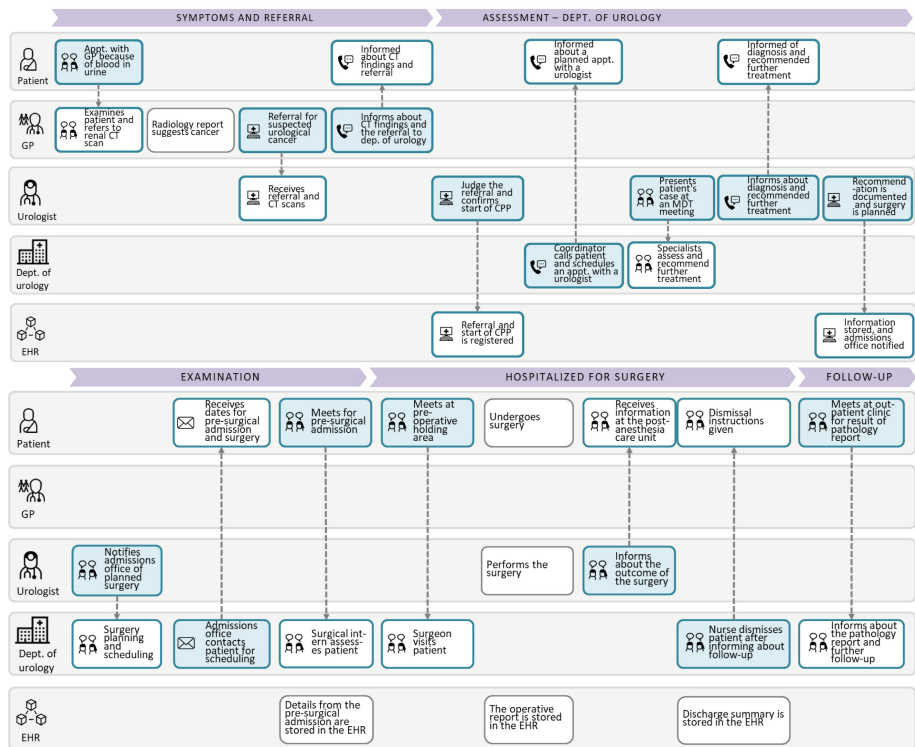 SYMPTOMS AND REFERRAL
ASSESSMENT – DEPT. OF UROLOGY
Patient
Appt. with
GP because
of blood in
urine
Informed
about CT
findings and
referral
Informed
about a
planned appt.
with a
urologist
Informed of
diagnosis and
recommended
further
treatment
GP
Examines
patient and
refers to
renal CT
scan
Radiology report
suggests cancer
Referral for
suspected
urological
cancer
Informs about
CT findings and
the referral to
dep. of urology
Urologist
Receives
referral and
CT scans
Judge the
referral and
confirms
start of CPP
Presents
patient's
case at
an MDT
meeting
Informs about
diagnosis and
recommended
further
treatment
Recommend
-ation is
documented
and surgery
is planned
Dept. of
urology
Coordinator
calls patient
and schedules
an appt. with a
urologist
Specialists
assess and
recommend
further
treatment
EHR
Referral and
start of CPP
is registered
Information
stored, and
admissions
office notified
EXAMINATION
HOSPITALIZED FOR SURGERY
FOLLOW-UP
Patient
Receives
dates for
pre-surgical
admission
and surgery
Meets for
pre-surgical
admission
Meets at
pre-
operative
holding
area
Undergoes
surgery
Receives
information
at the post-
anesthesia
care unit
Dismissal
instructions
given
Meets at out-
patient clinic
for result of
pathology
report
GP
Urologist
Notifies
admissions
office of
planned
surgery
Performs the
surgery
Informs
about the
outcome of
the surgery
Dept. of
urology
Surgery
planning
and
scheduling
Admissions
office
contacts
patient for
scheduling
Surgical int-
ern assess-
es patient
Surgeon
visits
patient
Nurse dismisses
patient after
informing about
follow-up
Informs about
the pathology
report and
further
follow-up
EHR
Details from the
pre-surgical
admission are
stored in the EHR
The operative
report is stored
in the EHR
Discharge summary is
stored in the EHR